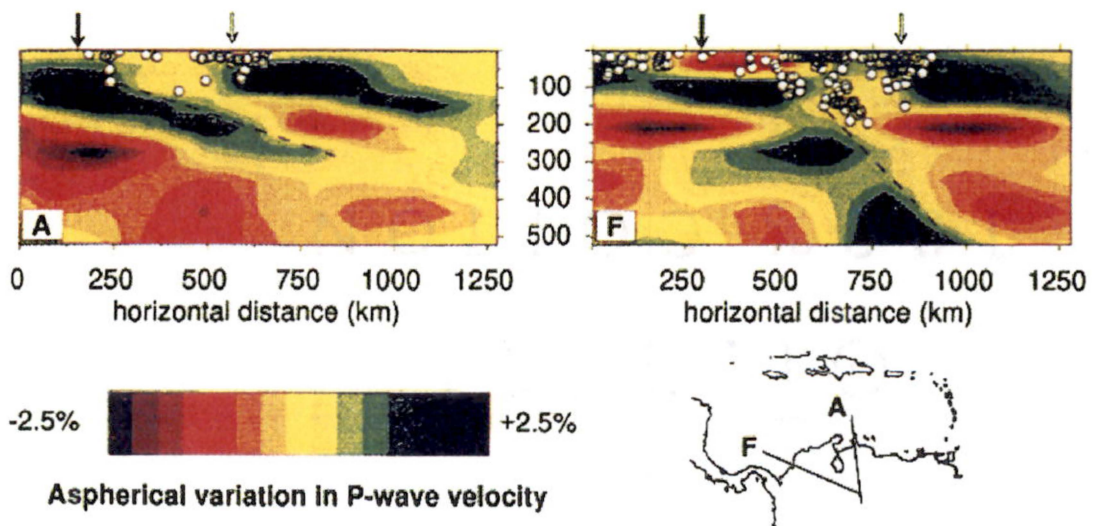 100
200
300
400
500
A
F
0 250 500 750 1000 1250
250 500 750 1000 1250
horizontal distance (km)
horizontal distance (km)
-2.5%
+2.5%
Aspherical variation in P-wave velocity
A
F